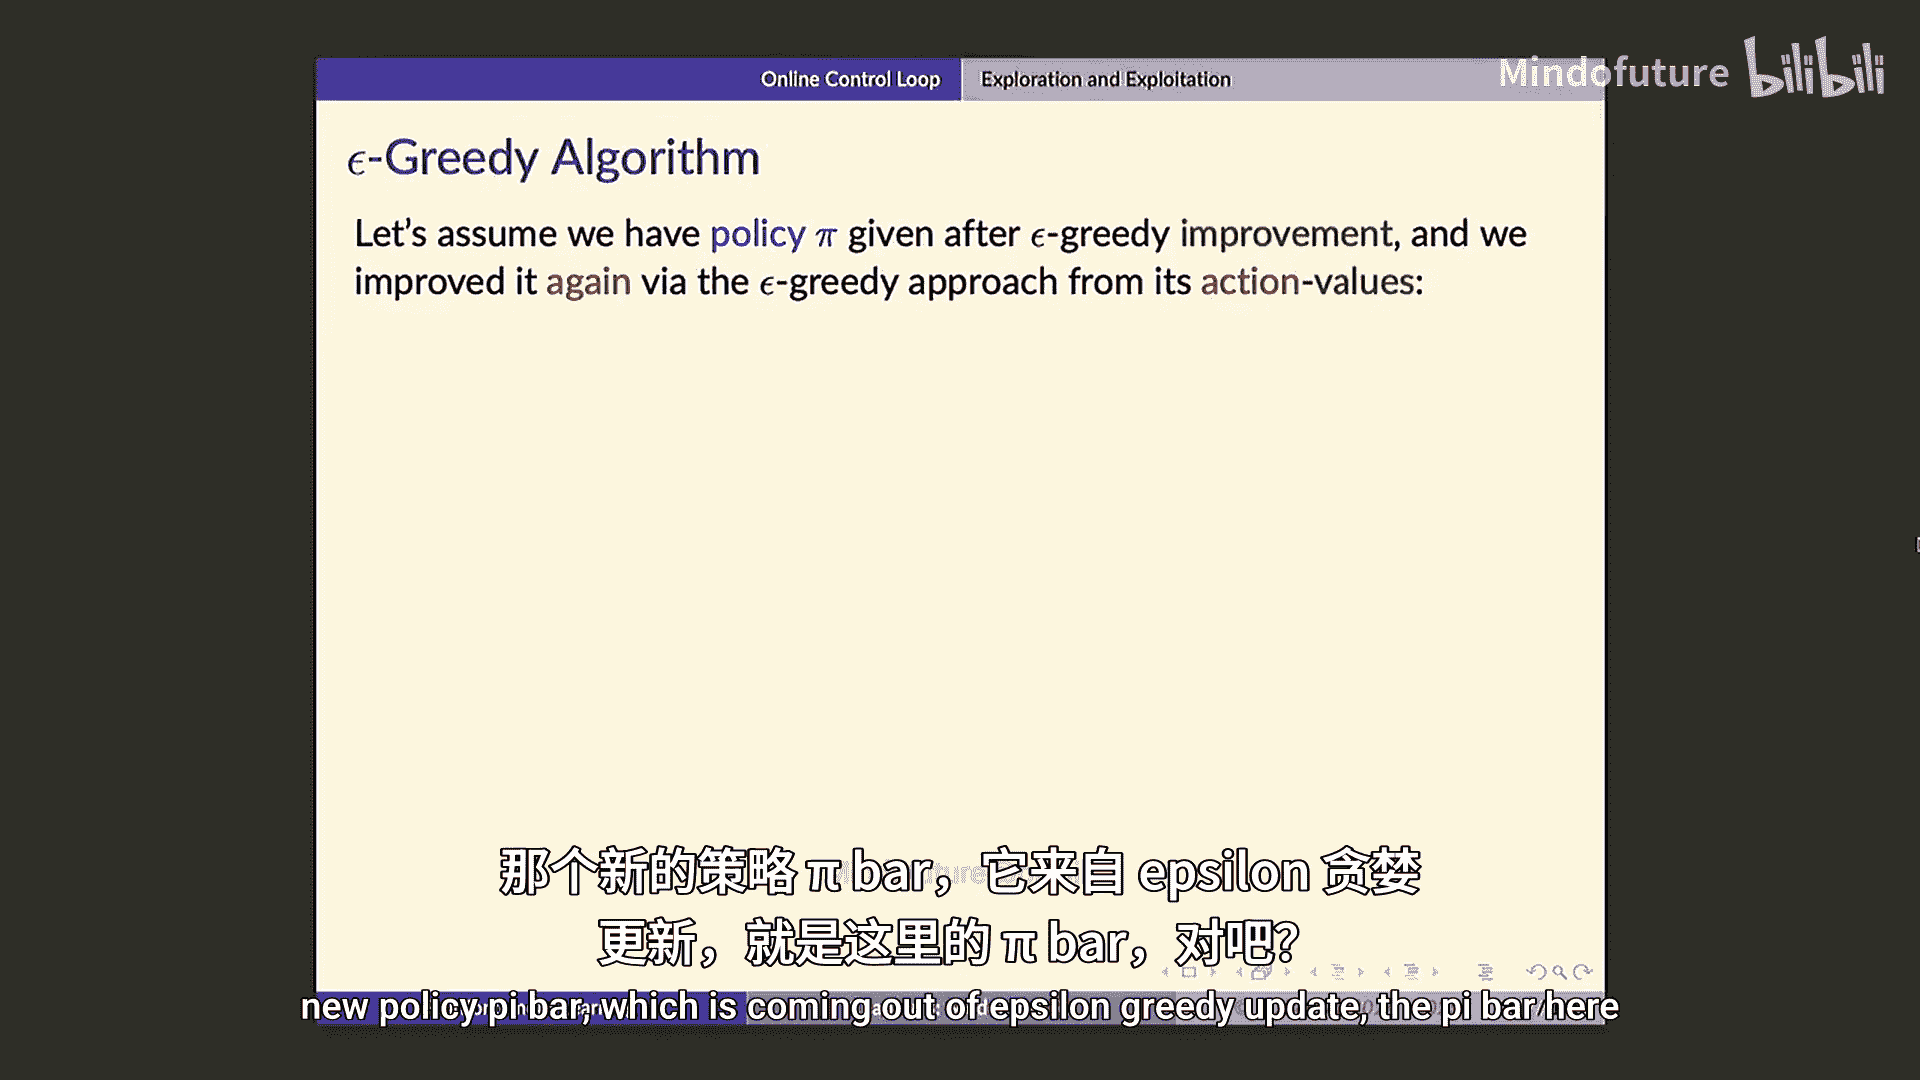 Online Control Loop
Exploration and Exploitation
Mindofuture bilibili
ϵ-Greedy Algorithm
Let's assume we have policy π given after ϵ-greedy improvement, and we
improved it again via the ϵ-greedy approach from its action-values:
那个新的策略 π bar，它来自 epsilon 贪婪
更新，就是这里的 π bar，对吧？
new policy pi bar, which is coming out of epsilon greedy update, the pi bar here